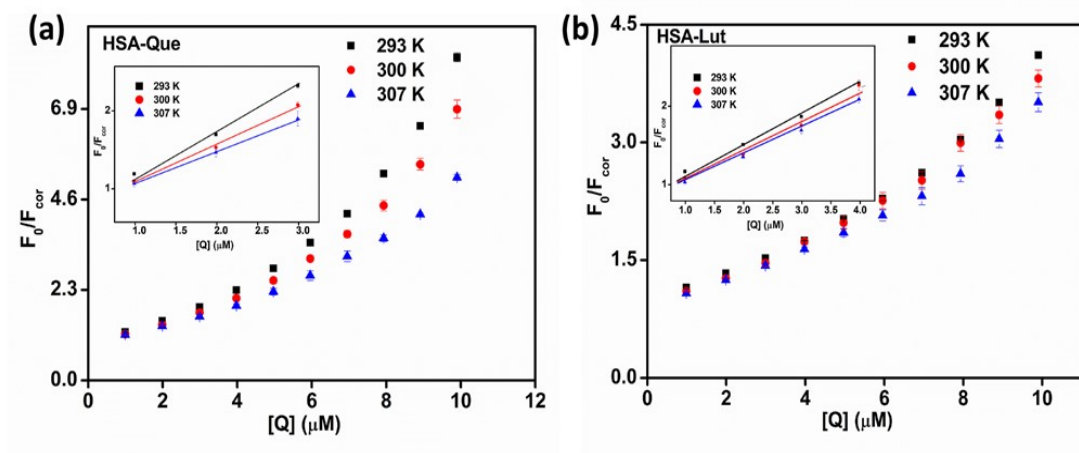 (a)
HSA-Que
293 K
300 K
307 K
F0/Fcor
6.9
4.6
2.3
0.0
0 2 4 6 8 10 12
[Q] (μM)
293 K
300 K
307 K
F0/Fcor
2
1
1.0 1.5 2.0 2.5 3.0
[Q] (μM)
(b)
HSA-Lut
293 K
300 K
307 K
F0/Fcor
4.5
3.0
1.5
0.0
0 2 4 6 8 10
[Q] (μM)
293 K
300 K
307 K
F0/Fcor
2
1
1.0 1.5 2.0 2.5 3.0 3.5 4.0
[Q] (μM)